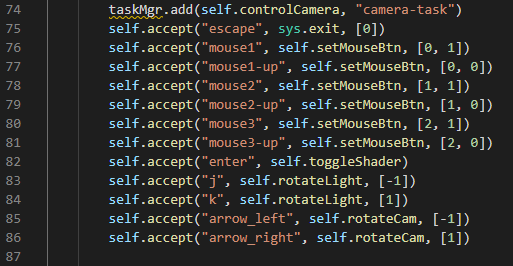 74 taskMgr.add(self.controlCamera, "camera-task")
75 self.accept("escape", sys.exit, [0])
76 self.accept("mouse1", self.setMouseBtn, [0, 1])
77 self.accept("mouse1-up", self.setMouseBtn, [0, 0])
78 self.accept("mouse2", self.setMouseBtn, [1, 1])
79 self.accept("mouse2-up", self.setMouseBtn, [1, 0])
80 self.accept("mouse3", self.setMouseBtn, [2, 1])
81 self.accept("mouse3-up", self.setMouseBtn, [2, 0])
82 self.accept("enter", self.toggleShader)
83 self.accept("j", self.rotateLight, [-1])
84 self.accept("k", self.rotateLight, [1])
85 self.accept("arrow_left", self.rotateCam, [-1])
86 self.accept("arrow_right", self.rotateCam, [1])
87